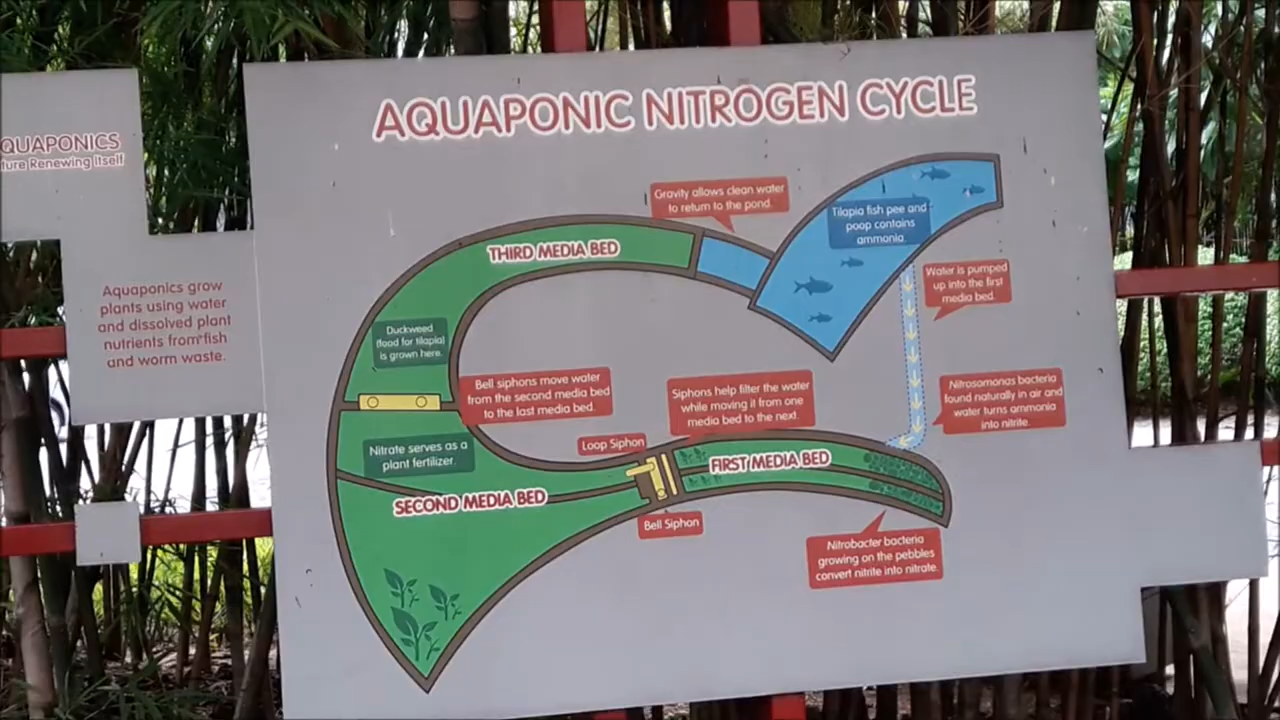 AQUAPONIC NITROGEN CYCLE
QUAPONICS
ture Renewing Itself
Aquaponics grow
plants using water
and dissolved plant
nutrients from fish
and worm waste.
Gravity allows clean water
to return to the pond.
Tilapia fish pee and
poop contains
ammonia.
THIRD MEDIA BED
Water is pumped
up into the first
media bed.
Duckweed
(food for tilapia)
is grown here.
Bell siphons move water
from the second media bed
to the last media bed.
Siphons help filter the water
while moving it from one
media bed to the next.
Nitrosomonas bacteria
found naturally in air and
water turns ammonia
into nitrite.
Nitrate serves as a
plant fertilizer.
Loop Siphon
FIRST MEDIA BED
SECOND MEDIA BED
Bell Siphon
Nitrobacter bacteria
growing on the pebbles
convert nitrite into nitrate.